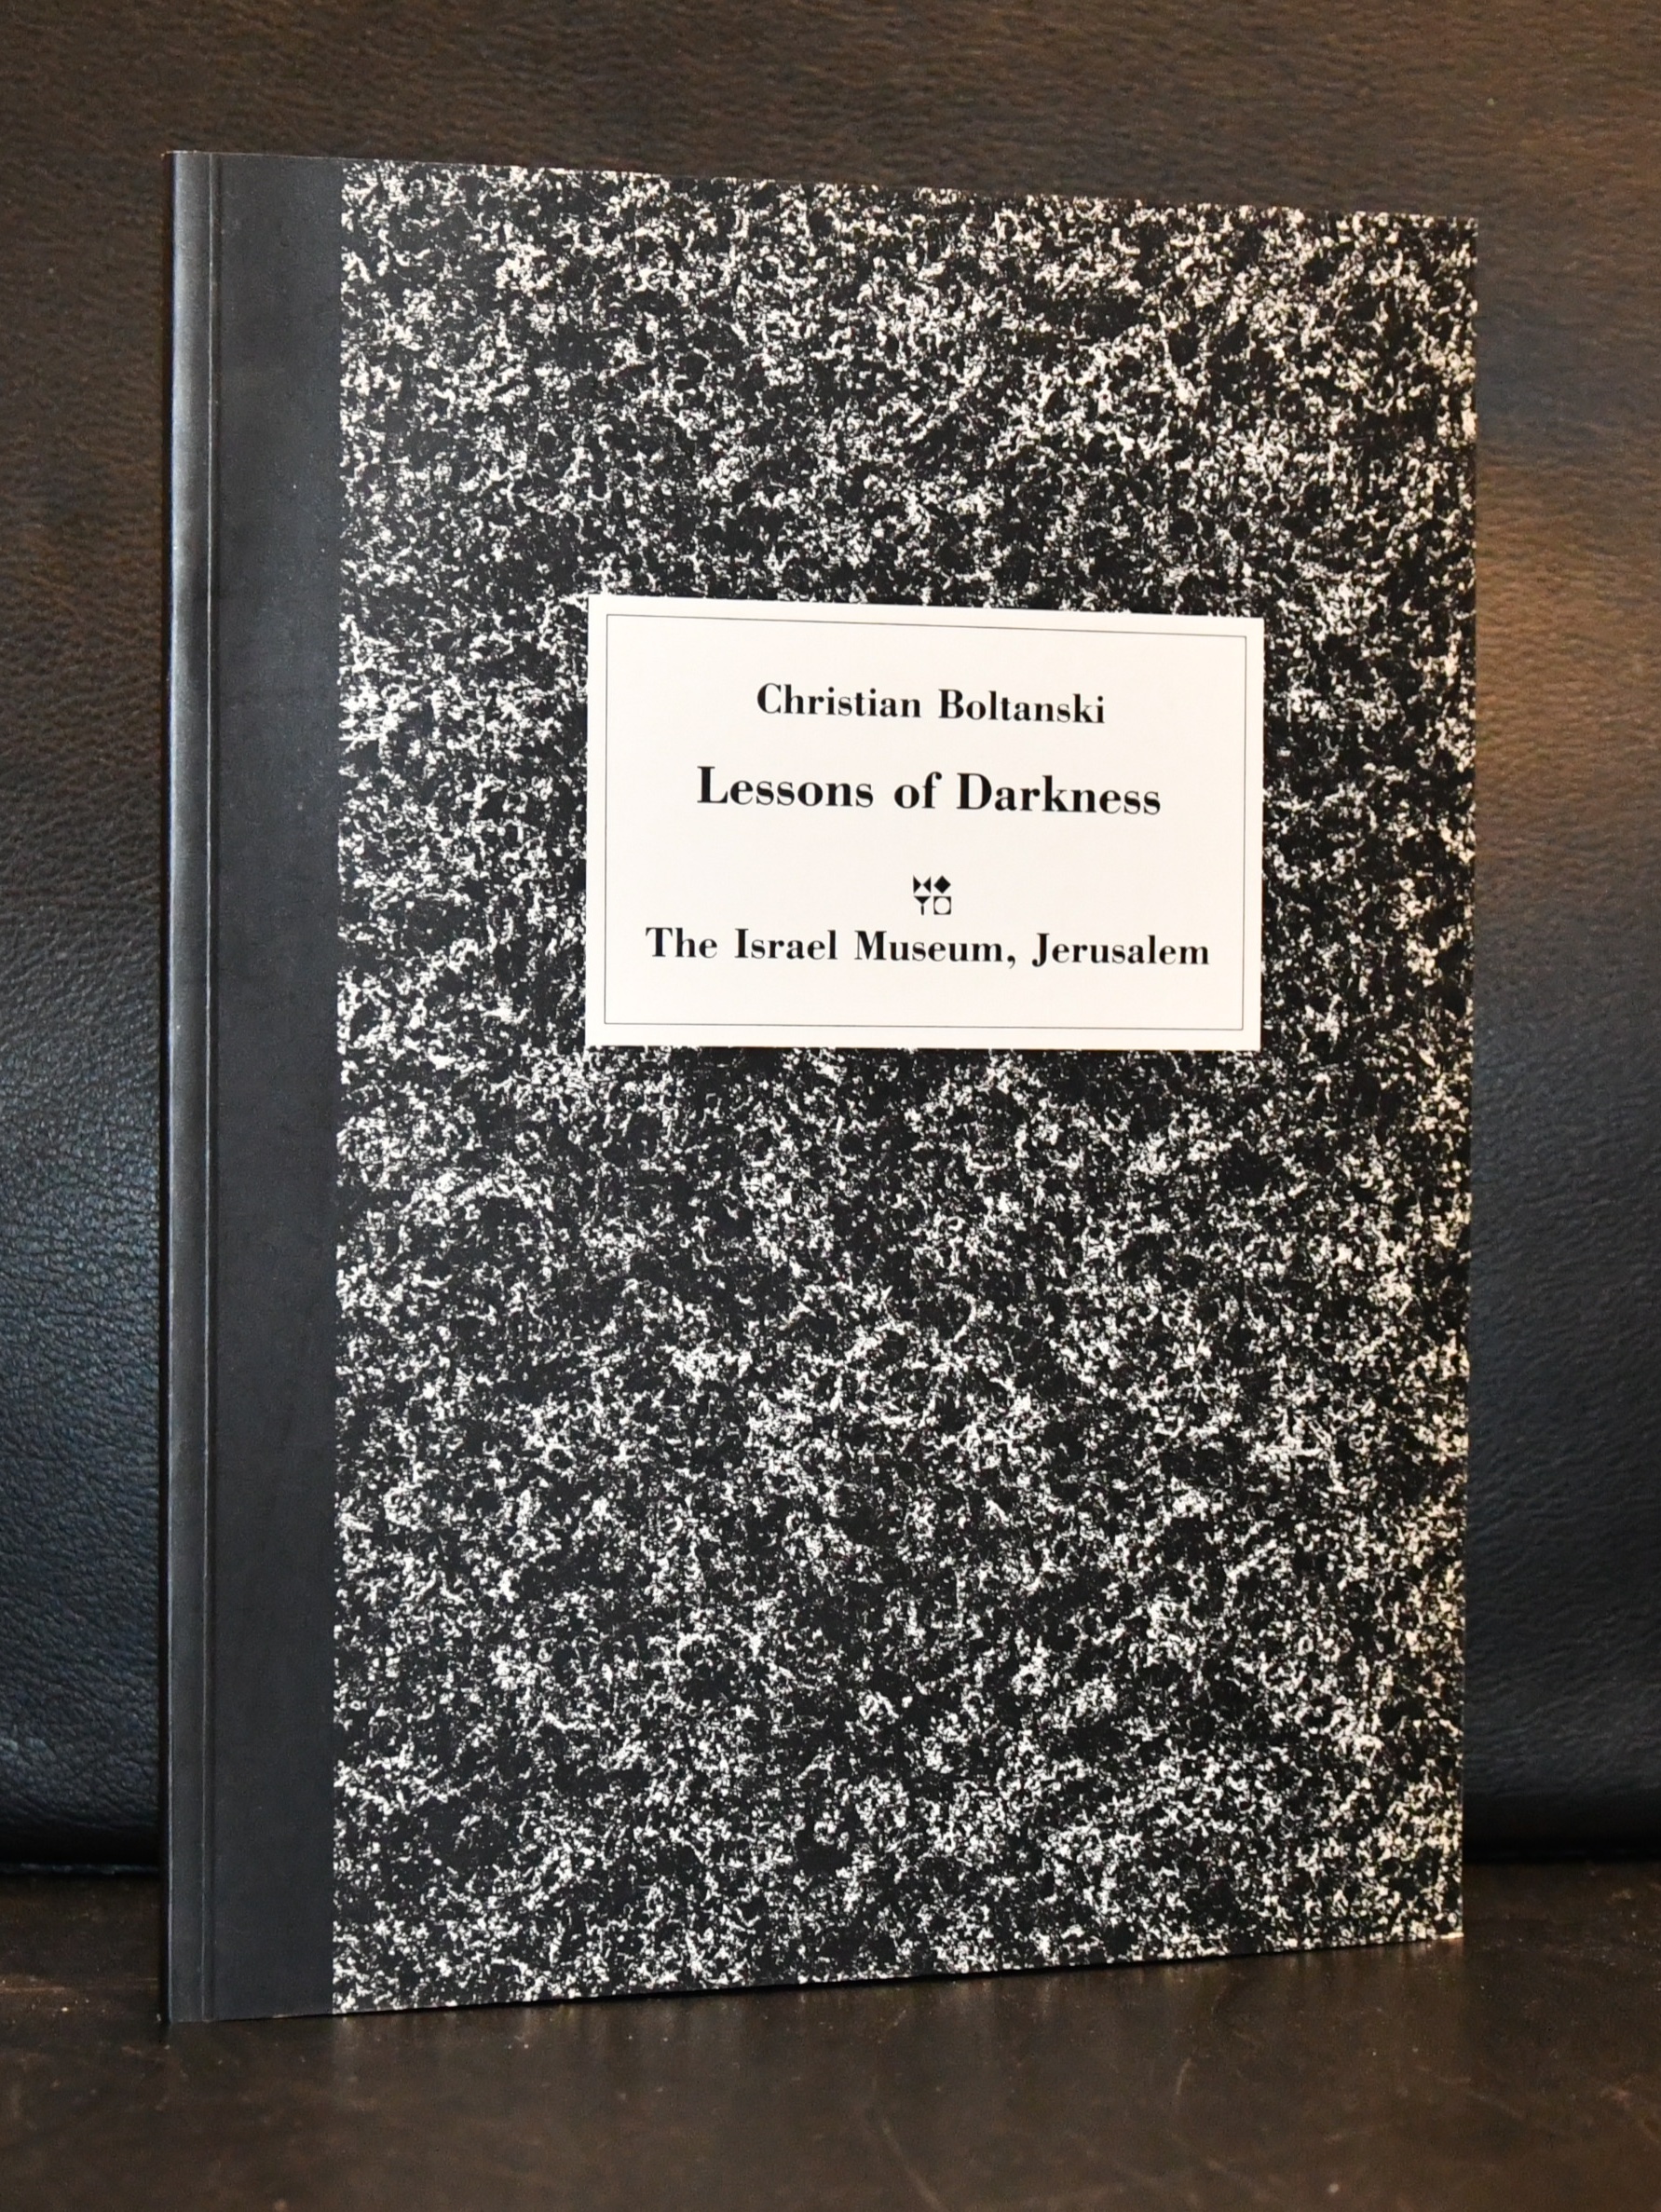 Christian Boltanski
Lessons of Darkness
The Israel Museum, Jerusalem